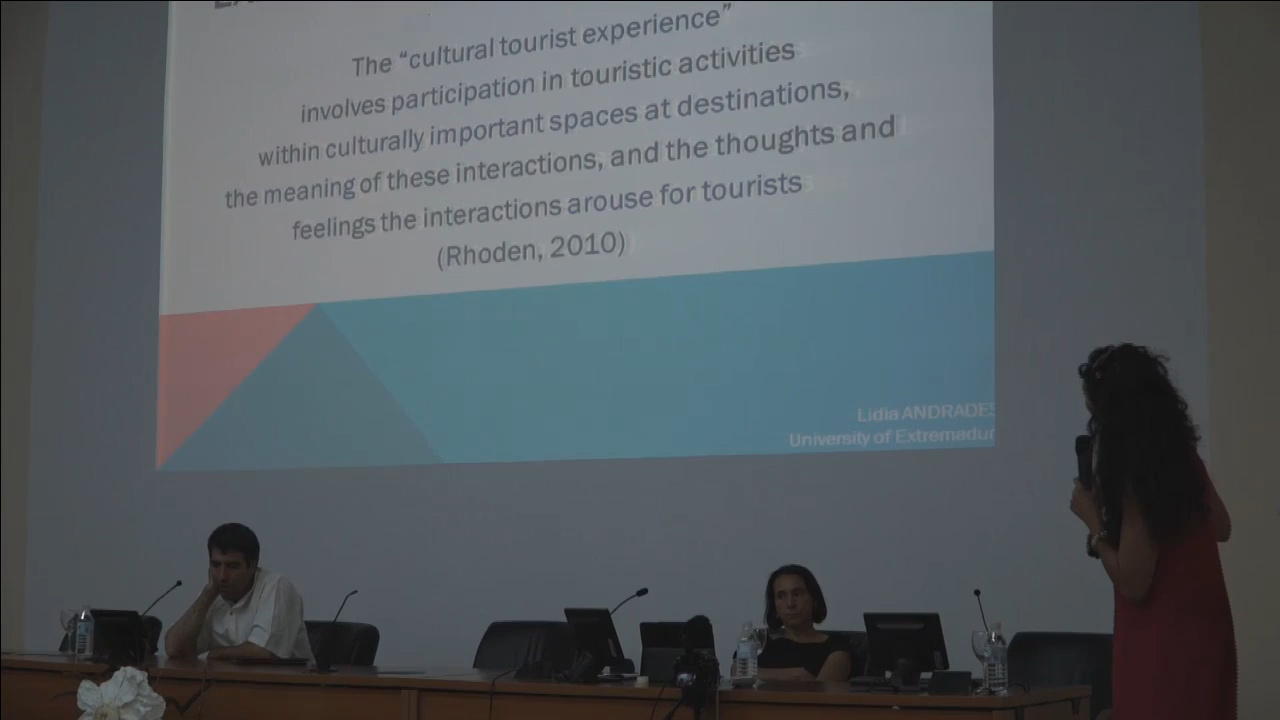 The “cultural tourist experience”
involves participation in touristic activities
within culturally important spaces at destinations,
the meaning of these interactions, and the thoughts and
feelings the interactions arouse for tourists
(Rhoden, 2010)
Lidia ANDRADES
University of Extremadur